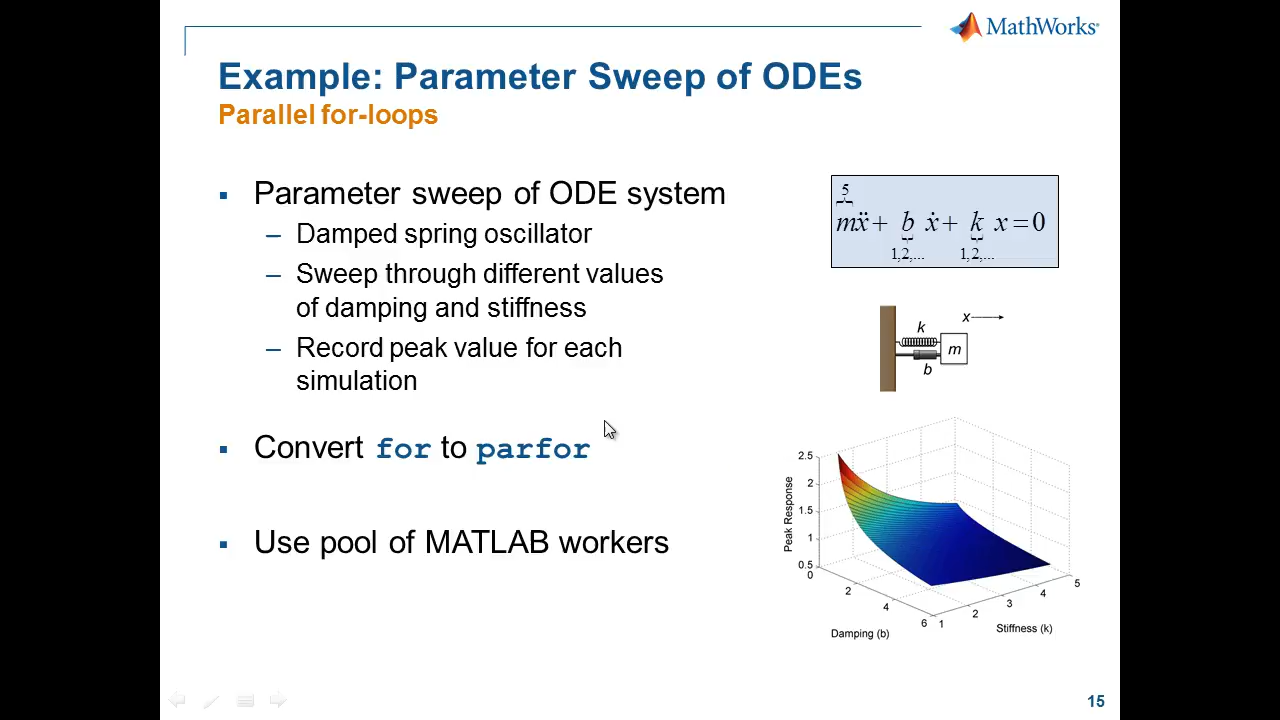 MathWorks®
Example: Parameter Sweep of ODEs
Parallel for-loops
▪ Parameter sweep of ODE system
– Damped spring oscillator
– Sweep through different values
of damping and stiffness
– Record peak value for each
simulation
▪ Convert for to parfor
▪ Use pool of MATLAB workers
5
mẍ + b ẋ + k x = 0
1,2,... 1,2,...
x
k
m
b
2.5
2
1.5
1
0.5
Peak Response
0
2
4
6
Damping (b)
1
2
3
4
5
Stiffness (k)
15